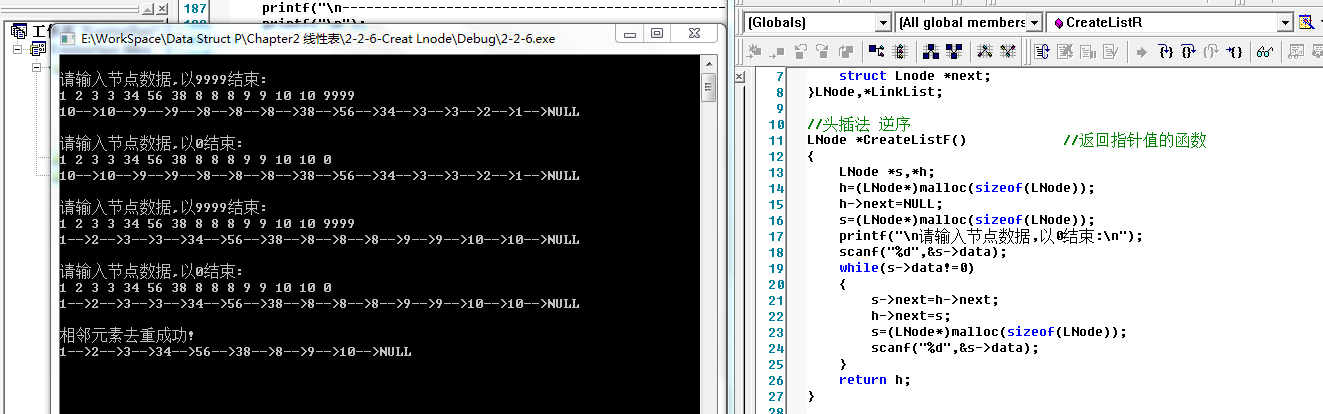 187 printf("\n-----------------------------------------
工
E:\WorkSpace\Data Struct P\Chapter2 线性表\2-2-6-Creat Lnode\Debug\2-2-6.exe
请输入节点数据,以9999结束:
1 2 3 3 34 56 38 8 8 8 9 9 10 10 9999
10-->10-->9-->9-->8-->8-->8-->38-->56-->34-->3-->3-->2-->1-->NULL
请输入节点数据,以0结束:
1 2 3 3 34 56 38 8 8 8 9 9 10 10 0
10-->10-->9-->9-->8-->8-->8-->38-->56-->34-->3-->3-->2-->1-->NULL
请输入节点数据,以9999结束:
1 2 3 3 34 56 38 8 8 8 9 9 10 10 9999
1-->2-->3-->3-->34-->56-->38-->8-->8-->8-->9-->9-->10-->10-->NULL
请输入节点数据,以0结束:
1 2 3 3 34 56 38 8 8 8 9 9 10 10 0
1-->2-->3-->3-->34-->56-->38-->8-->8-->8-->9-->9-->10-->10-->NULL
相邻元素去重成功!
1-->2-->3-->34-->56-->38-->8-->9-->10-->NULL
(Globals) (All global members CreateListR
7 struct Lnode *next;
8 }LNode,*LinkList;
9
10 //头插法 逆序
11 LNode *CreateListF() //返回指针值的函数
12 {
13 LNode *s,*h;
14 h=(LNode*)malloc(sizeof(LNode));
15 h->next=NULL;
16 s=(LNode*)malloc(sizeof(LNode));
17 printf("\n请输入节点数据,以0结束:\n");
18 scanf("%d",&s->data);
19 while(s->data!=0)
20 {
21 s->next=h->next;
22 h->next=s;
23 s=(LNode*)malloc(sizeof(LNode));
24 scanf("%d",&s->data);
25 }
26 return h;
27 }
28